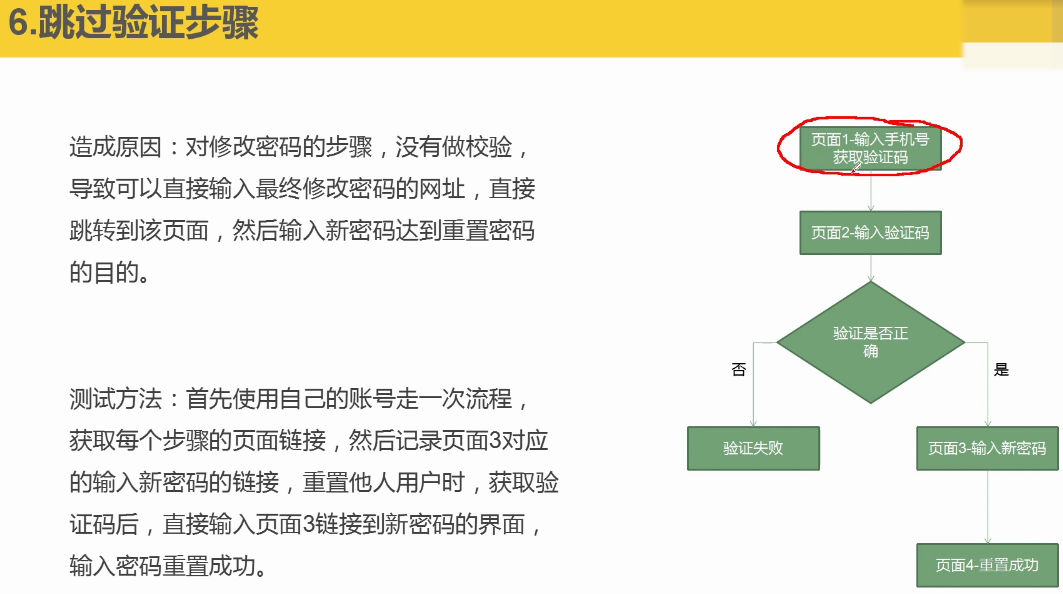 6.跳过验证步骤
造成原因：对修改密码的步骤，没有做校验，
导致可以直接输入最终修改密码的网址，直接
跳转到该页面，然后输入新密码达到重置密码
的目的。
测试方法：首先使用自己的账号走一次流程，
获取每个步骤的页面链接，然后记录页面3对应
的输入新密码的链接，重置他人用户时，获取验
证码后，直接输入页面3链接到新密码的界面，
输入密码重置成功。
页面1-输入手机号
获取验证码
页面2-输入验证码
验证是否正
确
否
是
验证失败
页面3-输入新密码
页面4-重置成功